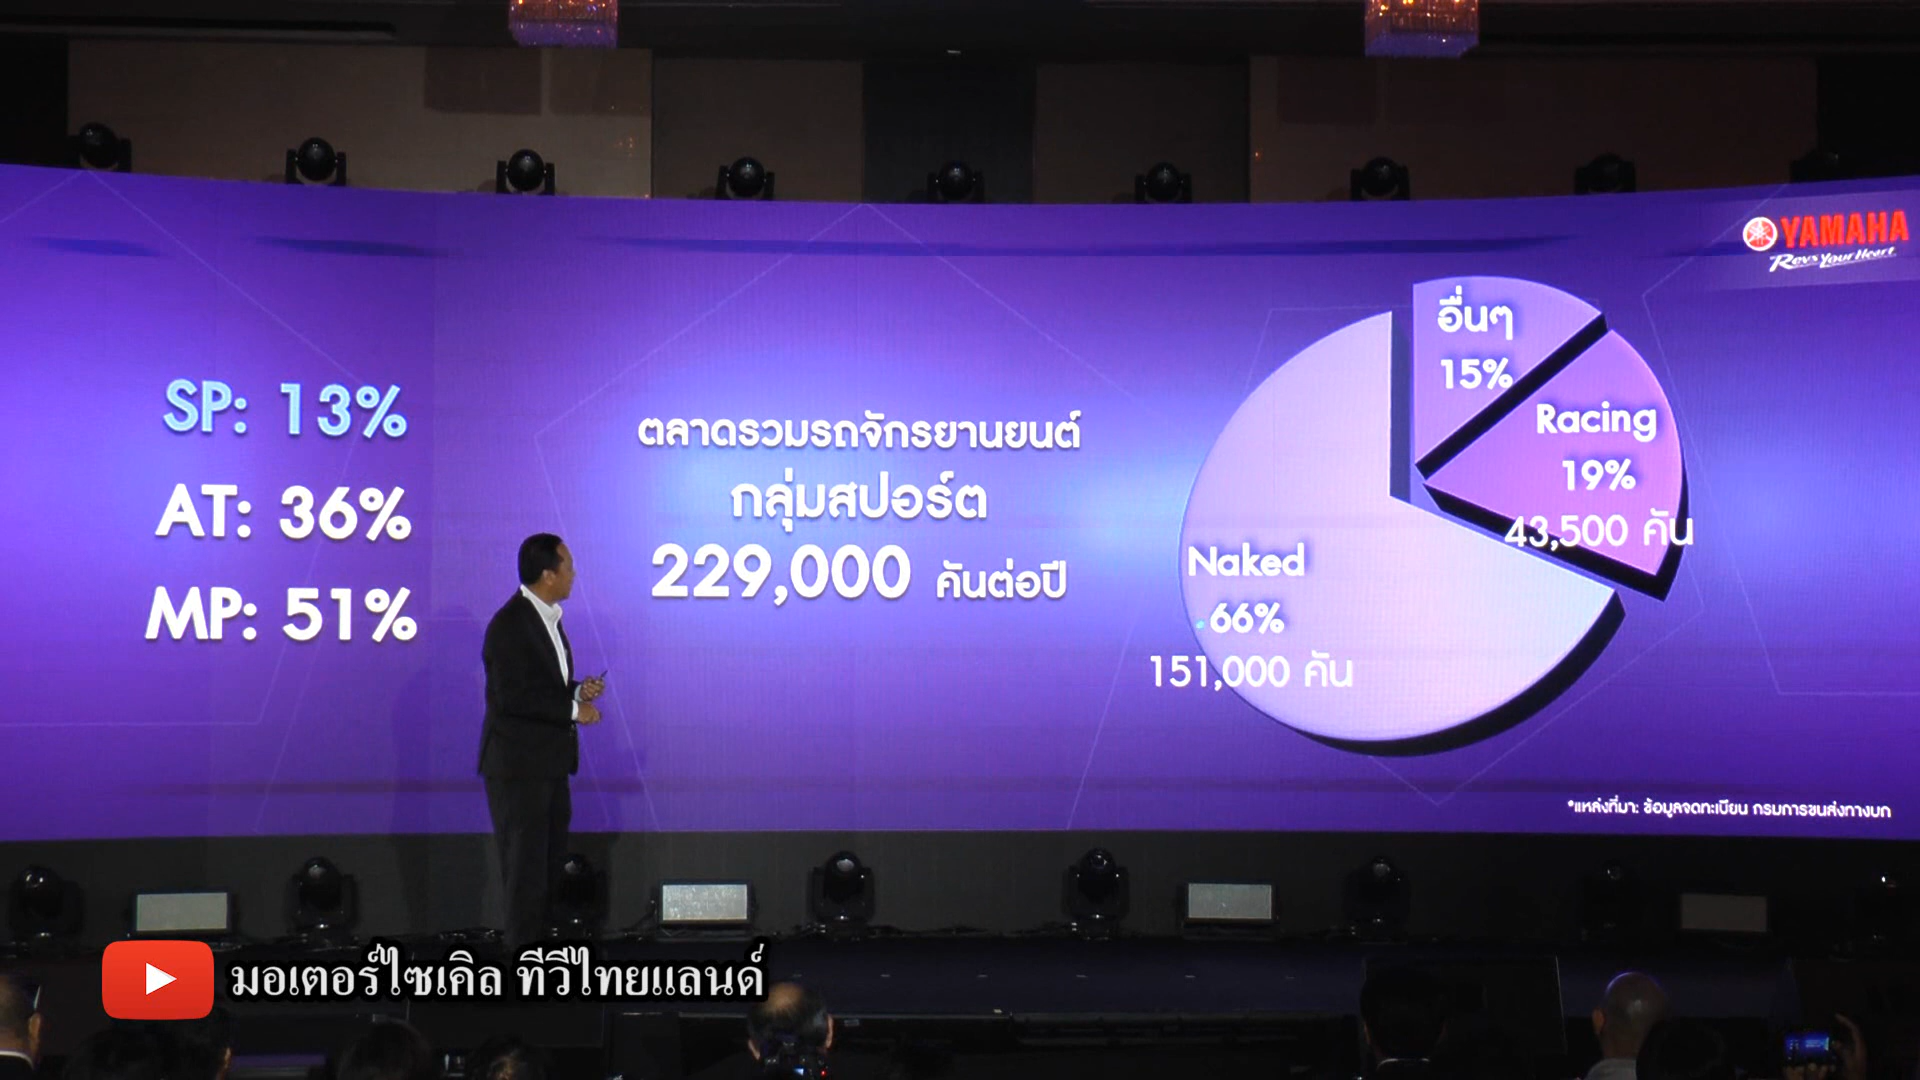 YAMAHA
Revs Your Heart
SP: 13%
AT: 36%
MP: 51%
ตลาดรวมรถจักรยานยนต์
กลุ่มสปอร์ต
229,000 คันต่อปี
อื่นๆ
15%
Racing
19%
43,500 คัน
Naked
66%
151,000 คัน
*แหล่งที่มา: ข้อมูลจดทะเบียน กรมการขนส่งทางบก
มอเตอร์ไซเคิล ทีวีไทยแลนด์